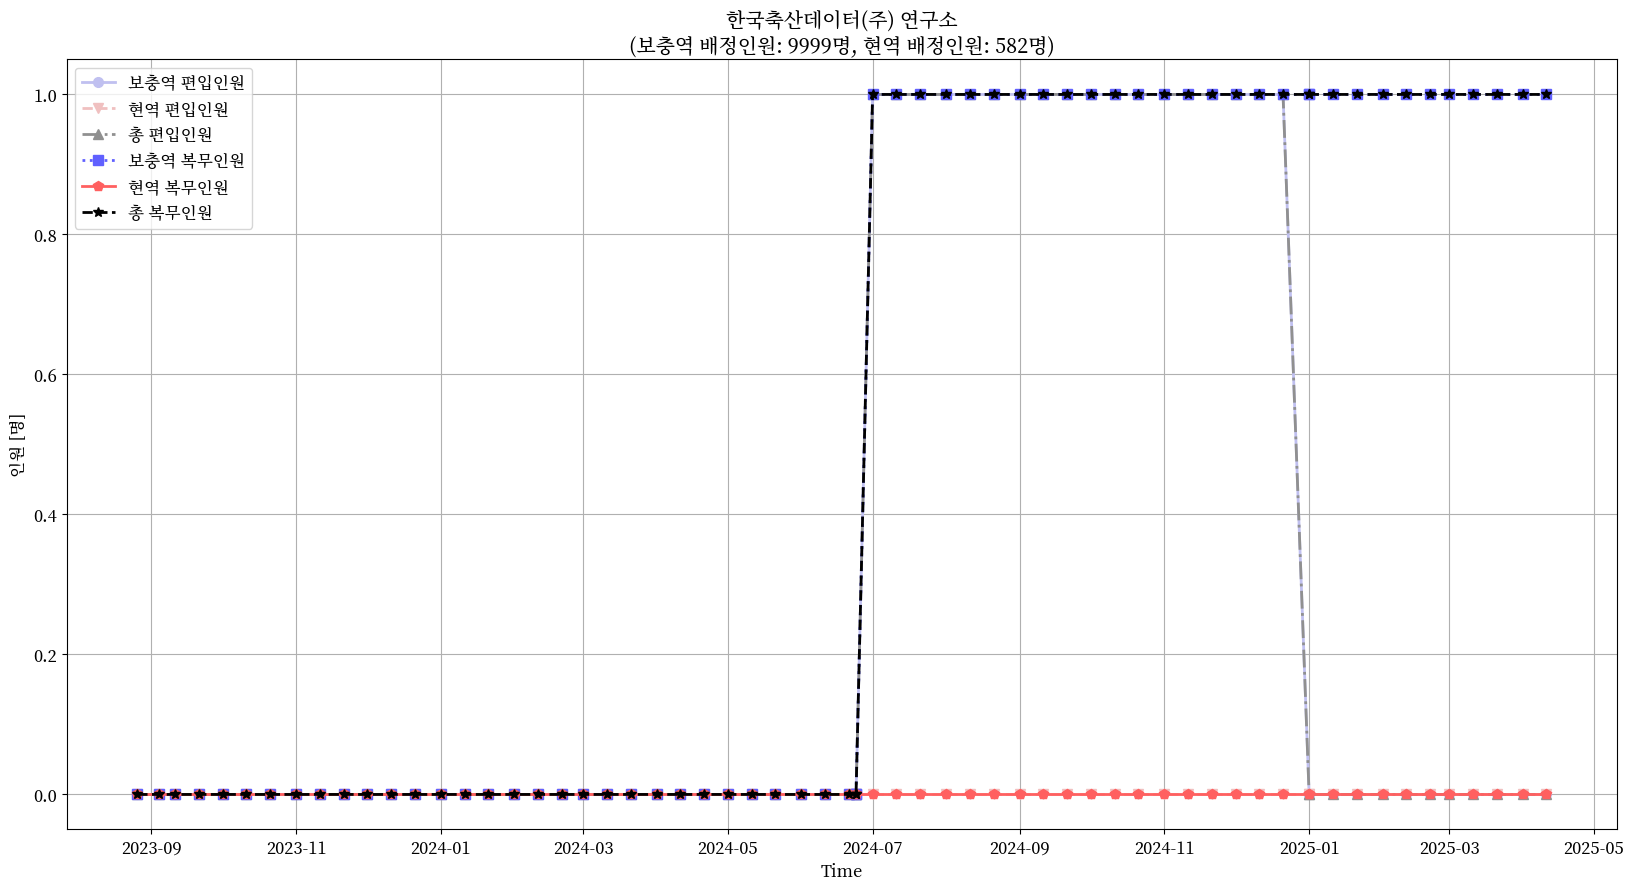 한국축산데이터(주) 연구소
(보충역 배정인원: 9999명, 현역 배정인원: 582명)
보충역 편입인원
현역 편입인원
총 편입인원
보충역 복무인원
현역 복무인원
총 복무인원
인원 [명]
1.0
0.8
0.6
0.4
0.2
0.0
2023-09
2023-11
2024-01
2024-03
2024-05
2024-07
2024-09
2024-11
2025-01
2025-03
2025-05
Time